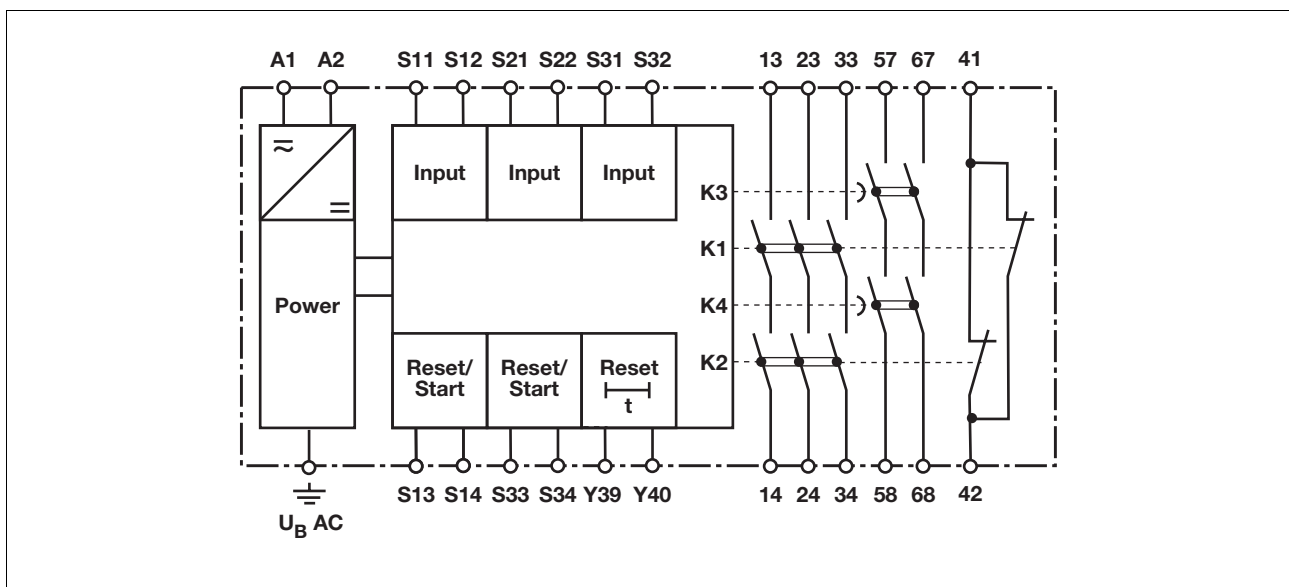 A1 A2 S11 S12 S21 S22 S31 S32 13 23 33 57 67 41
Input Input Input
K3
K1
K4
Power
K2
Reset/
Start
Reset/
Start
Reset
t
S13 S14 S33 S34 Y39 Y40 14 24 34 58 68 42
UB AC